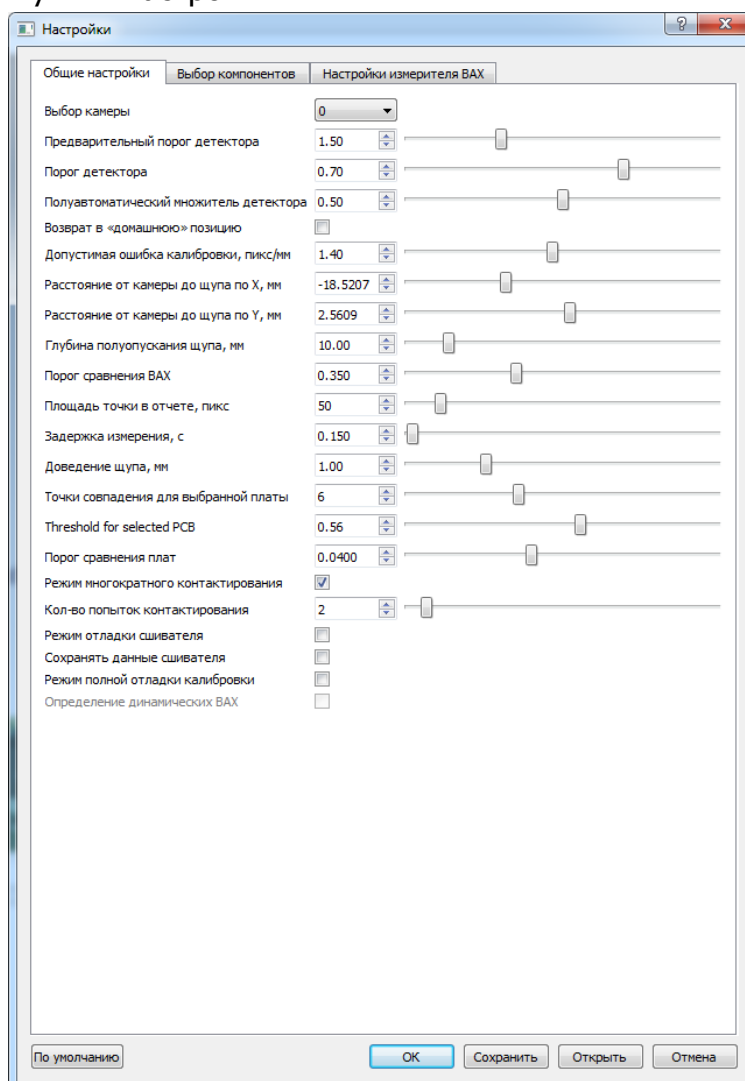 Настройки
Общие настройки Выбор компонентов Настройки измерителя ВАХ
Выбор камеры 0
Предварительный порог детектора 1.50
Порог детектора 0.70
Полуавтоматический множитель детектора 0.50
Возврат в «домашнюю» позицию
Допустимая ошибка калибровки, пикс/мм 1.40
Расстояние от камеры до щупа по X, мм -18.5207
Расстояние от камеры до щупа по Y, мм 2.5609
Глубина полуопускания щупа, мм 10.00
Порог сравнения ВАХ 0.350
Площадь точки в отчете, пикс 50
Задержка измерения, с 0.150
Доведение щупа, мм 1.00
Точки совпадения для выбранной платы 6
Threshold for selected PCB 0.56
Порог сравнения плат 0.0400
Режим многократного контактирования
Кол-во попыток контактирования 2
Режим отладки сшивателя
Сохранять данные сшивателя
Режим полной отладки калибровки
Определение динамических ВАХ
По умолчанию OK Сохранить Открыть Отмена